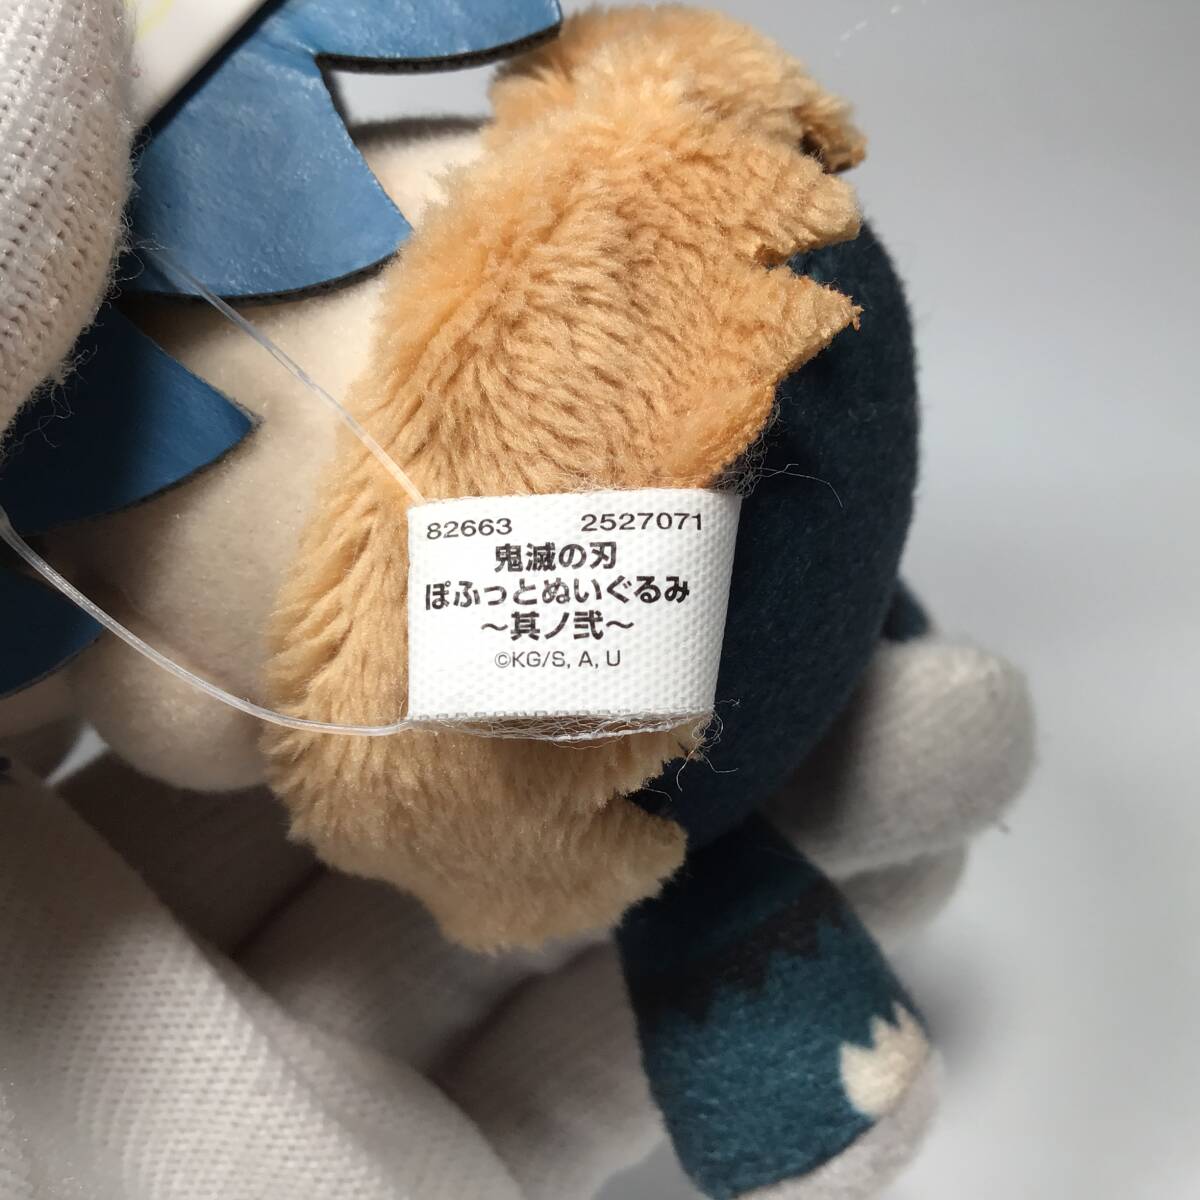 82663 2527071
鬼滅の刃
ぽふっとぬいぐるみ
～其ノ弐～
©KG/S, A, U